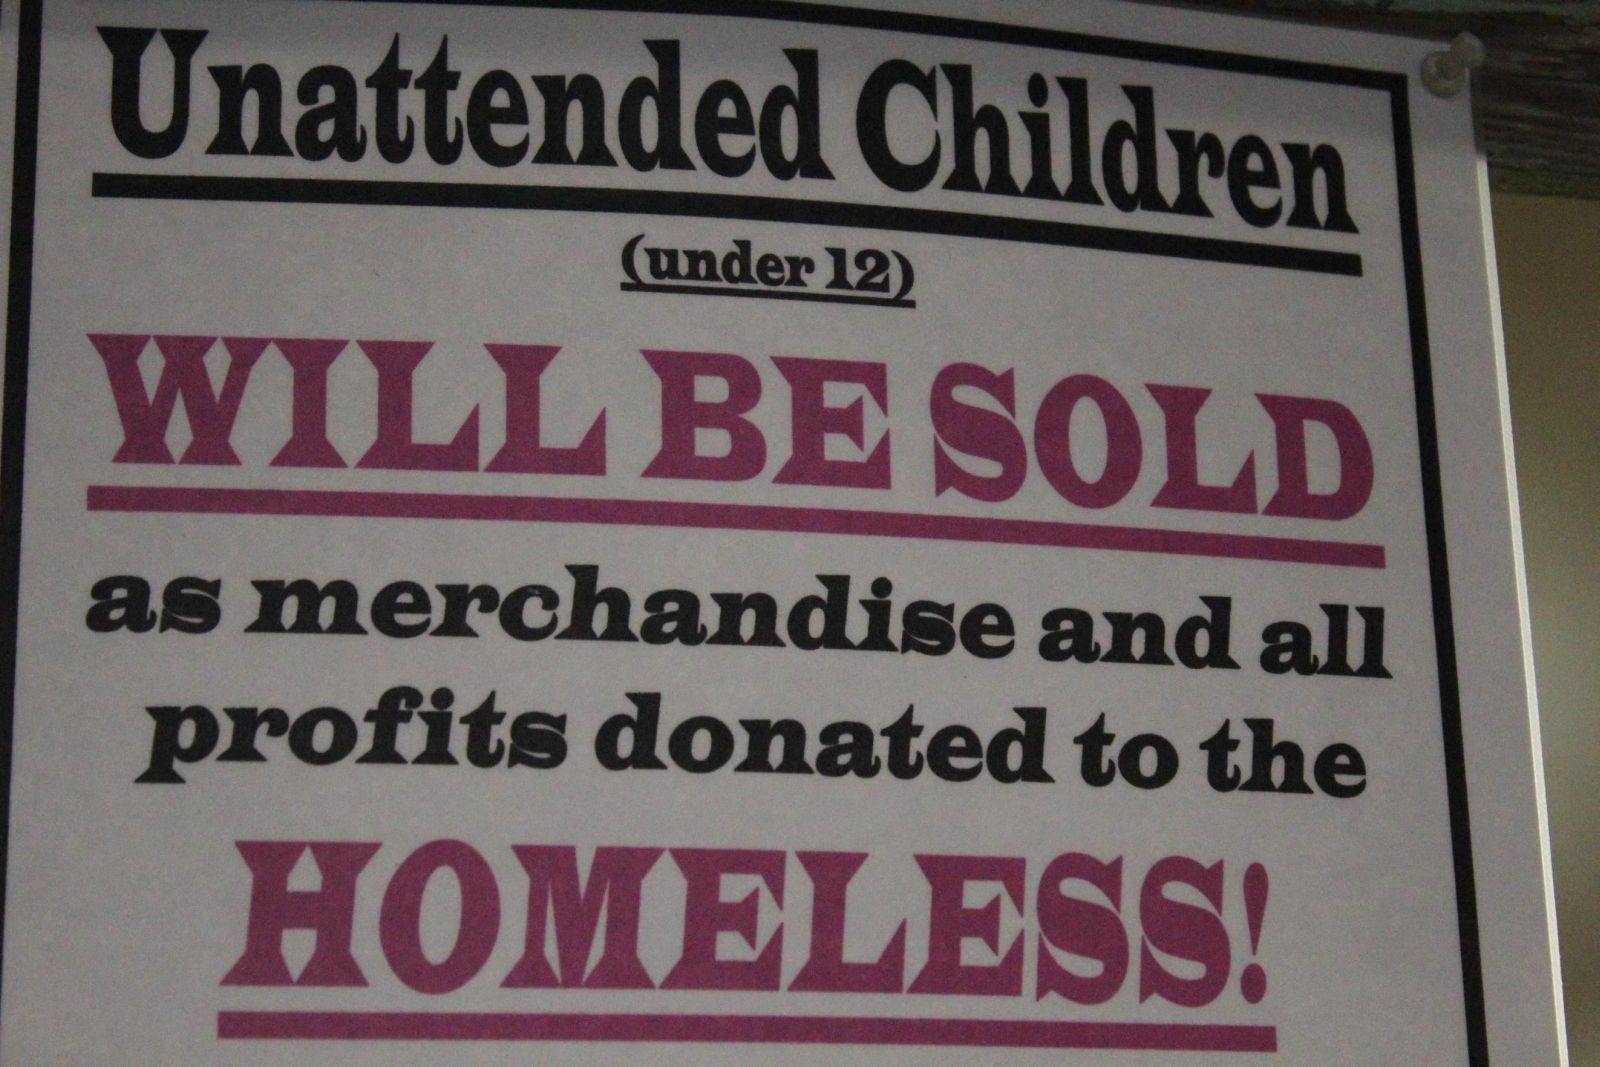 Unattended Children
(under 12)
WILL BE SOLD
as merchandise and all
profits donated to the
HOMELESS!